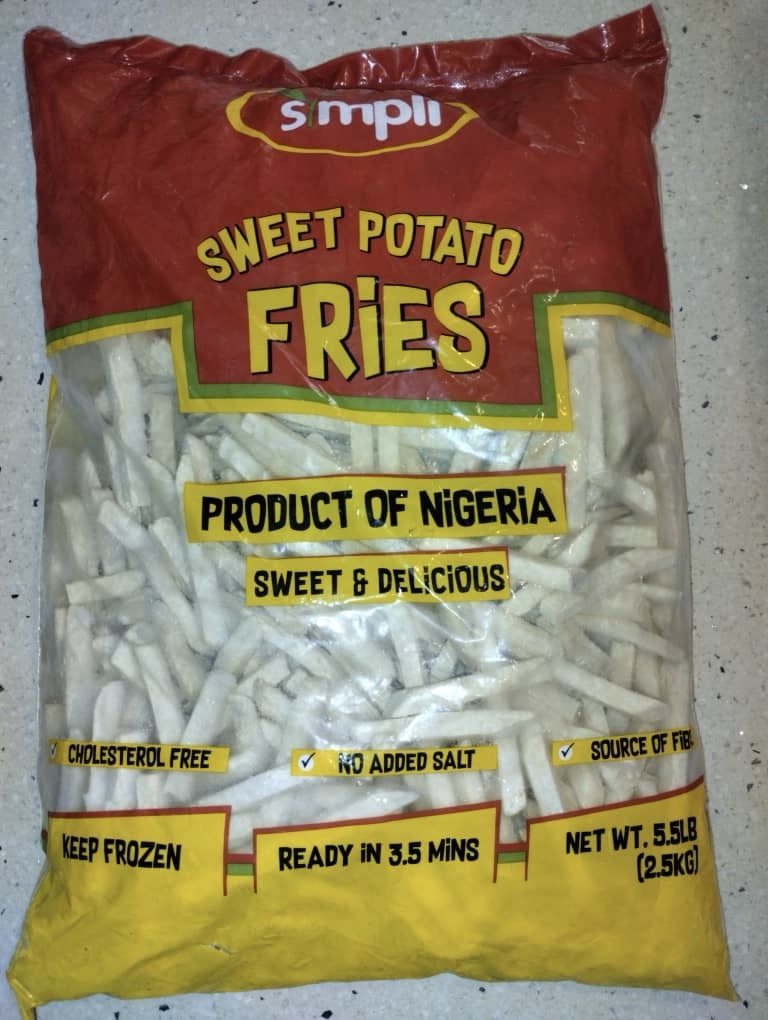 simpli
SWEET POTATO
FRiES
PRODUCT OF NiGERiA
SWEET & DELiCiOUS
CHOLESTEROL FREE
NO ADDED SALT
SOURCE OF
KEEP FROZEN
READY iN 3.5 MiNS
NET WT. 5.5LB
(2.5KG)